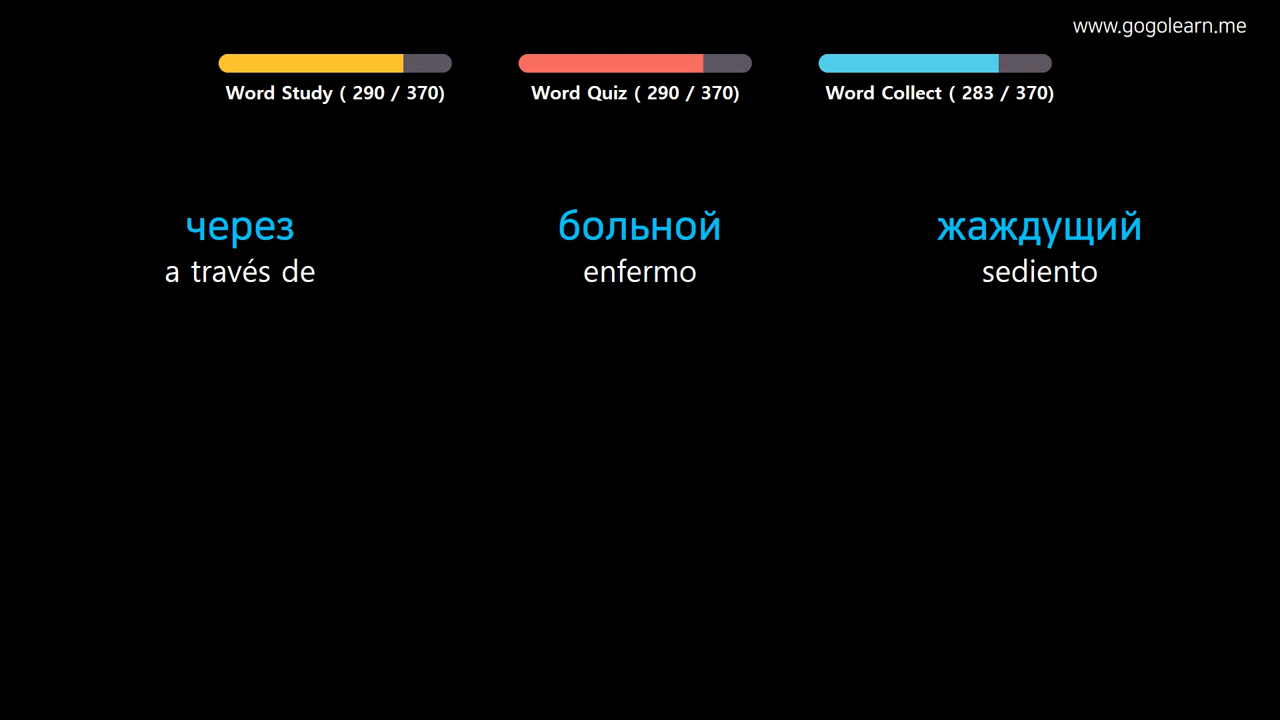 www.gogolearn.me
Word Study ( 290 / 370)
Word Quiz ( 290 / 370)
Word Collect ( 283 / 370)
через
больной
жаждущий
a través de
enfermo
sediento